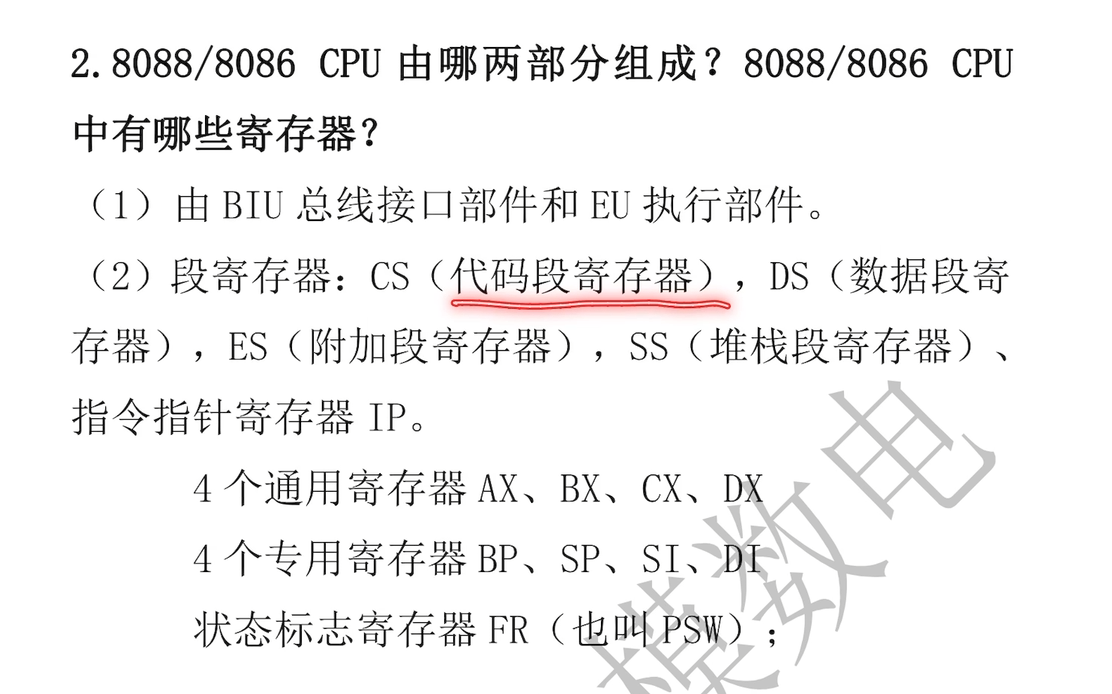 2.8088/8086 CPU 由哪两部分组成？8088/8086 CPU
中有哪些寄存器？
（1）由 BIU 总线接口部件和 EU 执行部件。
（2）段寄存器：CS（代码段寄存器），DS（数据段寄
存器），ES（附加段寄存器），SS（堆栈段寄存器）、
指令指针寄存器 IP。
4 个通用寄存器 AX、BX、CX、DX
4 个专用寄存器 BP、SP、SI、DI
状态标志寄存器 FR（也叫 PSW）；
模数电